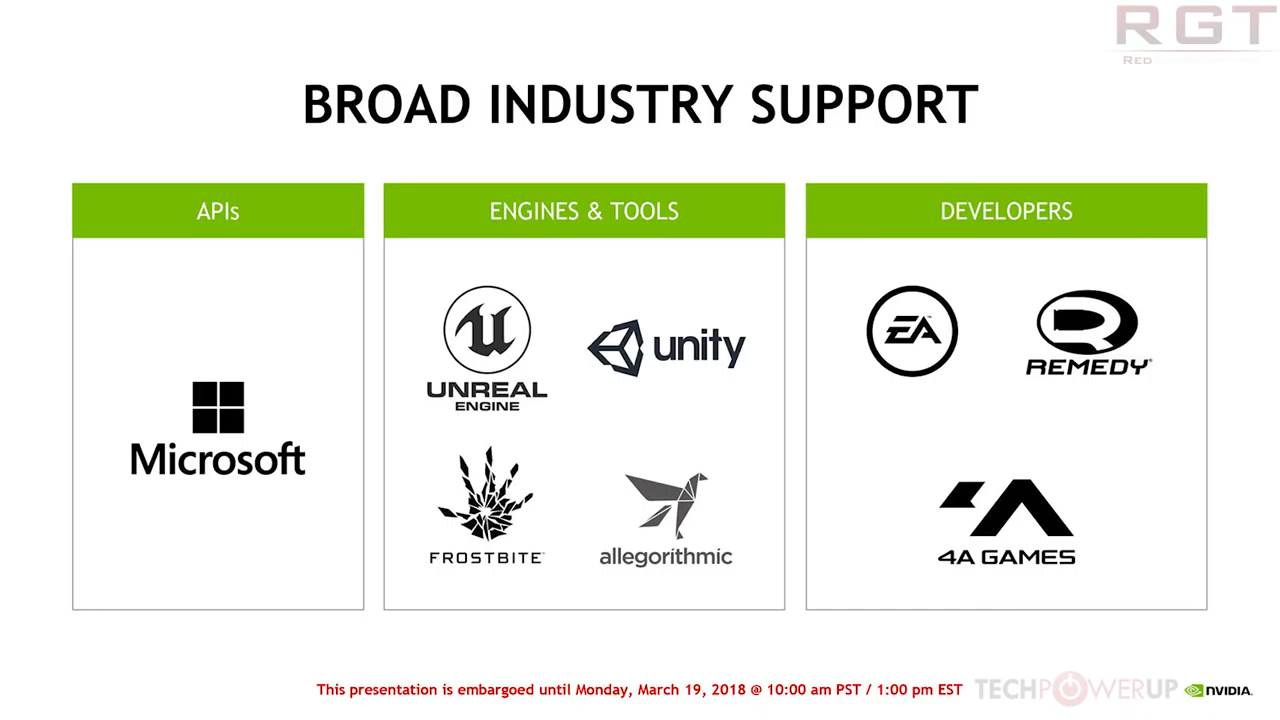 RGT
RED
BROAD INDUSTRY SUPPORT
APIs
Microsoft
ENGINES & TOOLS
UNREAL
ENGINE
unity
FROSTBITE
allegorithmic
DEVELOPERS
EA
REMEDY
4A GAMES
This presentation is embargoed until Monday, March 19, 2018 @ 10:00 am PST / 1:00 pm EST
TECHPOWERUP
NVIDIA.